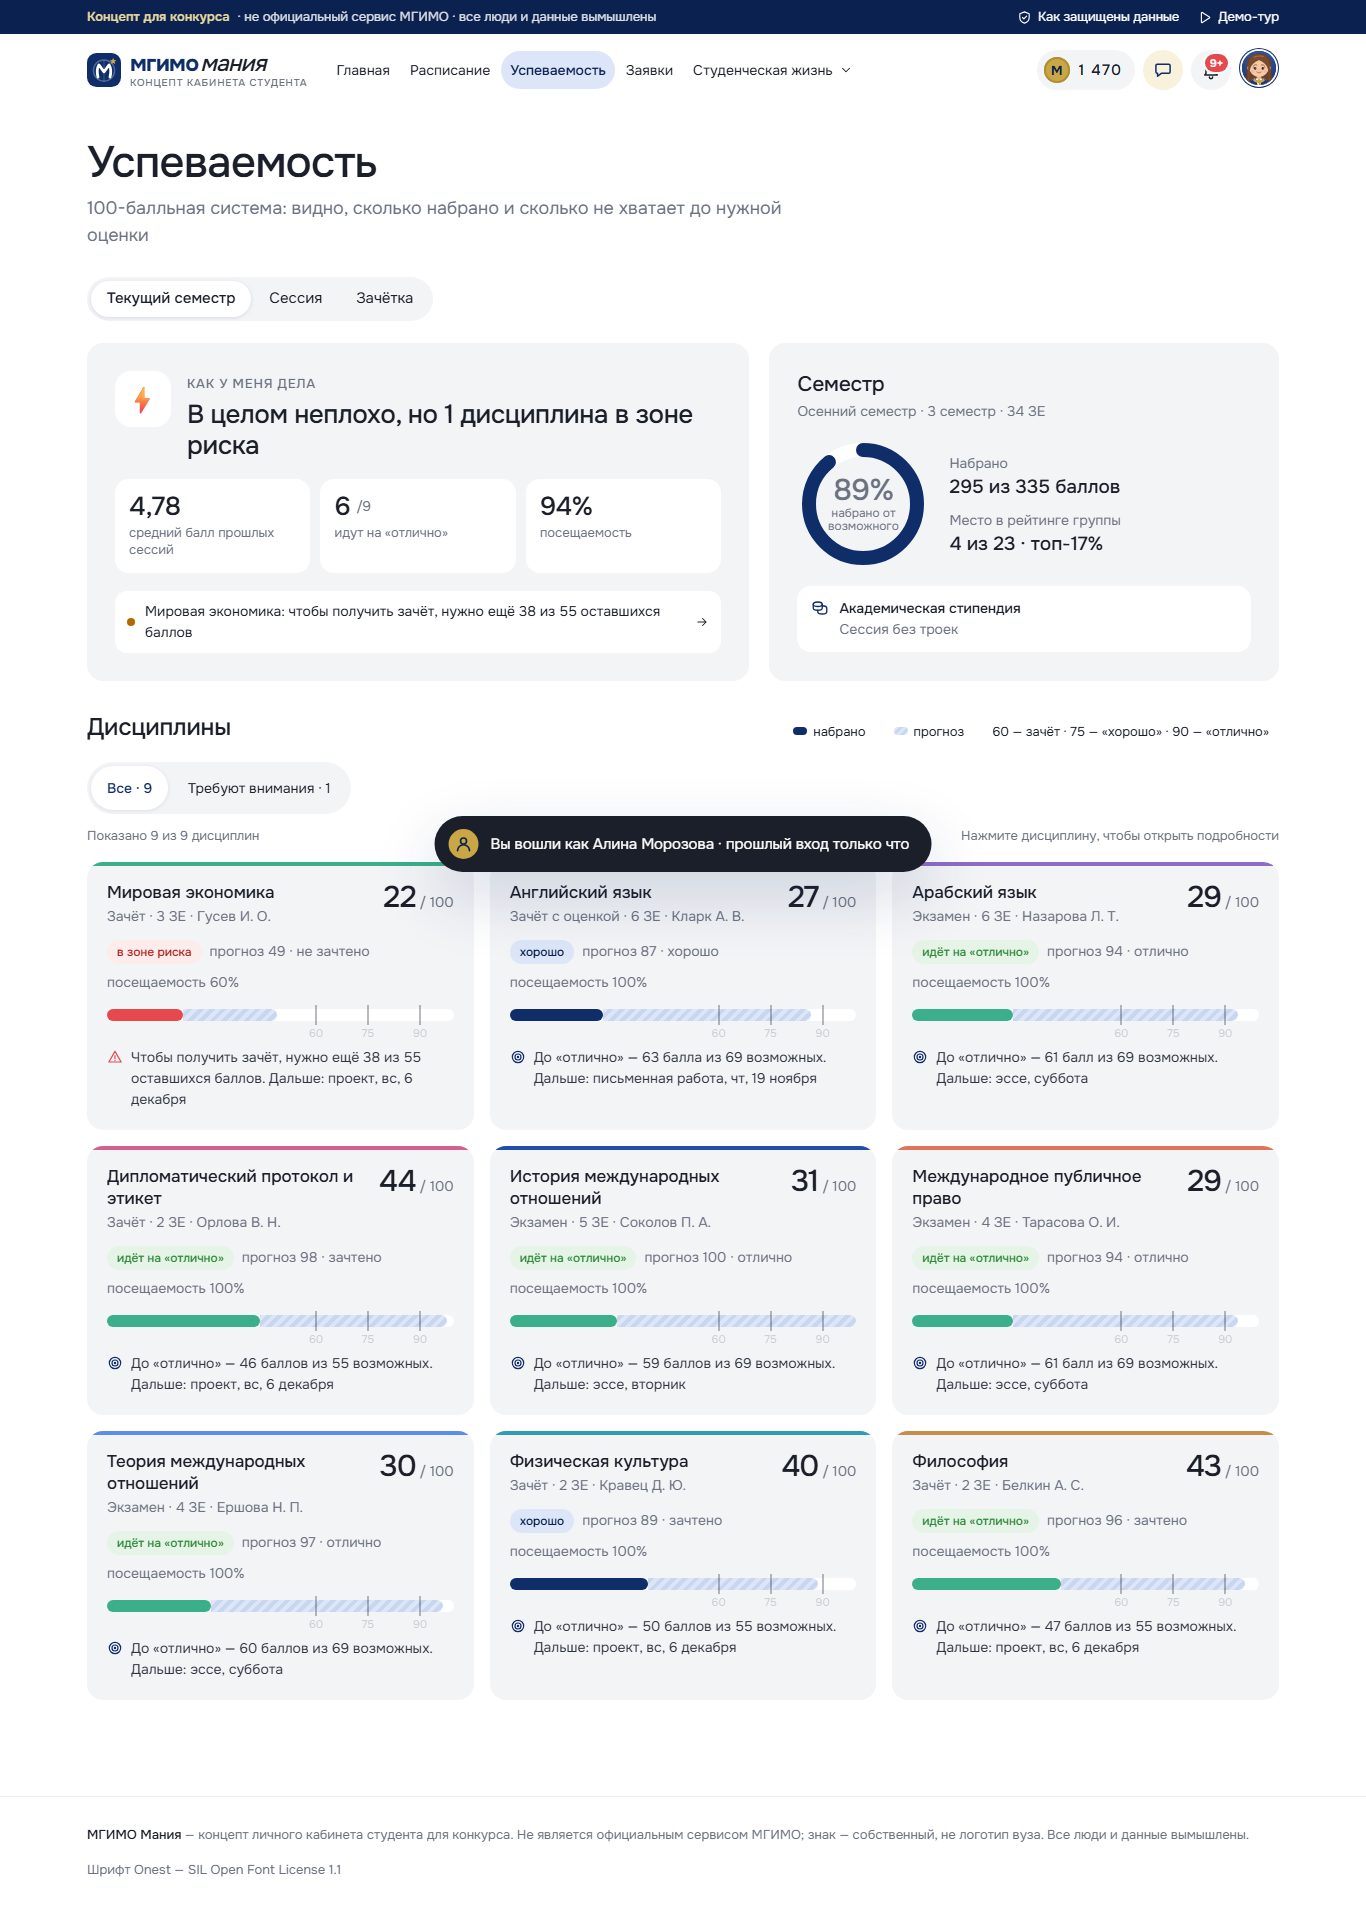 Концепт для конкурса · не официальный сервис МГИМО · все люди и данные вымышлены
Как защищены данные
Демо-тур
М
МГИМО Мания
КОНЦЕПТ КАБИНЕТА СТУДЕНТА
Главная
Расписание
Успеваемость
Заявки
Студенческая жизнь
М
1 470
9+
Успеваемость
100-балльная система: видно, сколько набрано и сколько не хватает до нужной
оценки
Текущий семестр
Сессия
Зачётка
КАК У МЕНЯ ДЕЛА
В целом неплохо, но 1 дисциплина в зоне
риска
4,78
средний балл прошлых
сессий
6 /9
идут на «отлично»
94%
посещаемость
Мировая экономика: чтобы получить зачёт, нужно ещё 38 из 55 оставшихся
баллов
Семестр
Осенний семестр · 3 семестр · 34 ЗЕ
89%
набрано от
возможного
Набрано
295 из 335 баллов
Место в рейтинге группы
4 из 23 · топ-17%
Академическая стипендия
Сессия без троек
Дисциплины
набрано
прогноз
60 — зачёт · 75 — «хорошо» · 90 — «отлично»
Все · 9
Требуют внимания · 1
Показано 9 из 9 дисциплин
Вы вошли как Алина Морозова · прошлый вход только что
Нажмите дисциплину, чтобы открыть подробности
Мировая экономика
22 / 100
Зачёт · 3 ЗЕ · Гусев И. О.
в зоне риска
прогноз 49 · не зачтено
посещаемость 60%
60 75 90
Чтобы получить зачёт, нужно ещё 38 из 55
оставшихся баллов. Дальше: проект, вс, 6
декабря
Английский язык
27 / 100
Зачёт с оценкой · 6 ЗЕ · Кларк А. В.
хорошо
прогноз 87 · хорошо
посещаемость 100%
60 75 90
До «отлично» — 63 балла из 69 возможных.
Дальше: письменная работа, чт, 19 ноября
Арабский язык
29 / 100
Экзамен · 6 ЗЕ · Назарова Л. Т.
идёт на «отлично»
прогноз 94 · отлично
посещаемость 100%
60 75 90
До «отлично» — 61 балл из 69 возможных.
Дальше: эссе, суббота
Дипломатический протокол и
этикет
44 / 100
Зачёт · 2 ЗЕ · Орлова В. Н.
идёт на «отлично»
прогноз 98 · зачтено
посещаемость 100%
60 75 90
До «отлично» — 46 баллов из 55 возможных.
Дальше: проект, вс, 6 декабря
История международных
отношений
31 / 100
Экзамен · 5 ЗЕ · Соколов П. А.
идёт на «отлично»
прогноз 100 · отлично
посещаемость 100%
60 75 90
До «отлично» — 59 баллов из 69 возможных.
Дальше: эссе, вторник
Международное публичное
право
29 / 100
Экзамен · 4 ЗЕ · Тарасова О. И.
идёт на «отлично»
прогноз 94 · отлично
посещаемость 100%
60 75 90
До «отлично» — 61 балл из 69 возможных.
Дальше: эссе, суббота
Теория международных
отношений
30 / 100
Экзамен · 4 ЗЕ · Ершова Н. П.
идёт на «отлично»
прогноз 97 · отлично
посещаемость 100%
60 75 90
До «отлично» — 60 баллов из 69 возможных.
Дальше: эссе, суббота
Физическая культура
40 / 100
Зачёт · 2 ЗЕ · Кравец Д. Ю.
хорошо
прогноз 89 · зачтено
посещаемость 100%
60 75 90
До «отлично» — 50 баллов из 55 возможных.
Дальше: проект, вс, 6 декабря
Философия
43 / 100
Зачёт · 2 ЗЕ · Белкин А. С.
идёт на «отлично»
прогноз 96 · зачтено
посещаемость 100%
60 75 90
До «отлично» — 47 баллов из 55 возможных.
Дальше: проект, вс, 6 декабря
МГИМО Мания — концепт личного кабинета студента для конкурса. Не является официальным сервисом МГИМО; знак — собственный, не логотип вуза. Все люди и данные вымышлены.
Шрифт Onest — SIL Open Font License 1.1